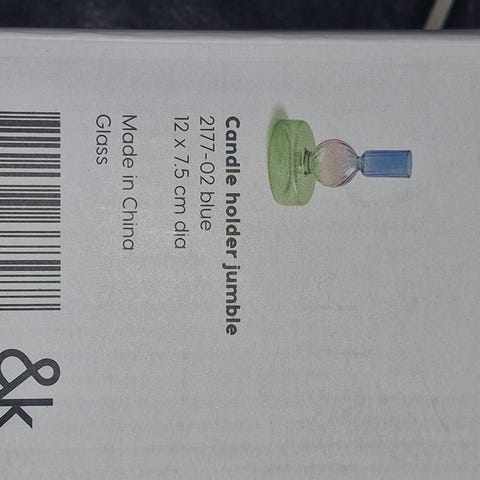 Candle holder jumble
2177-02 blue
12 x 7.5 cm dia
Made in China
Glass
&k